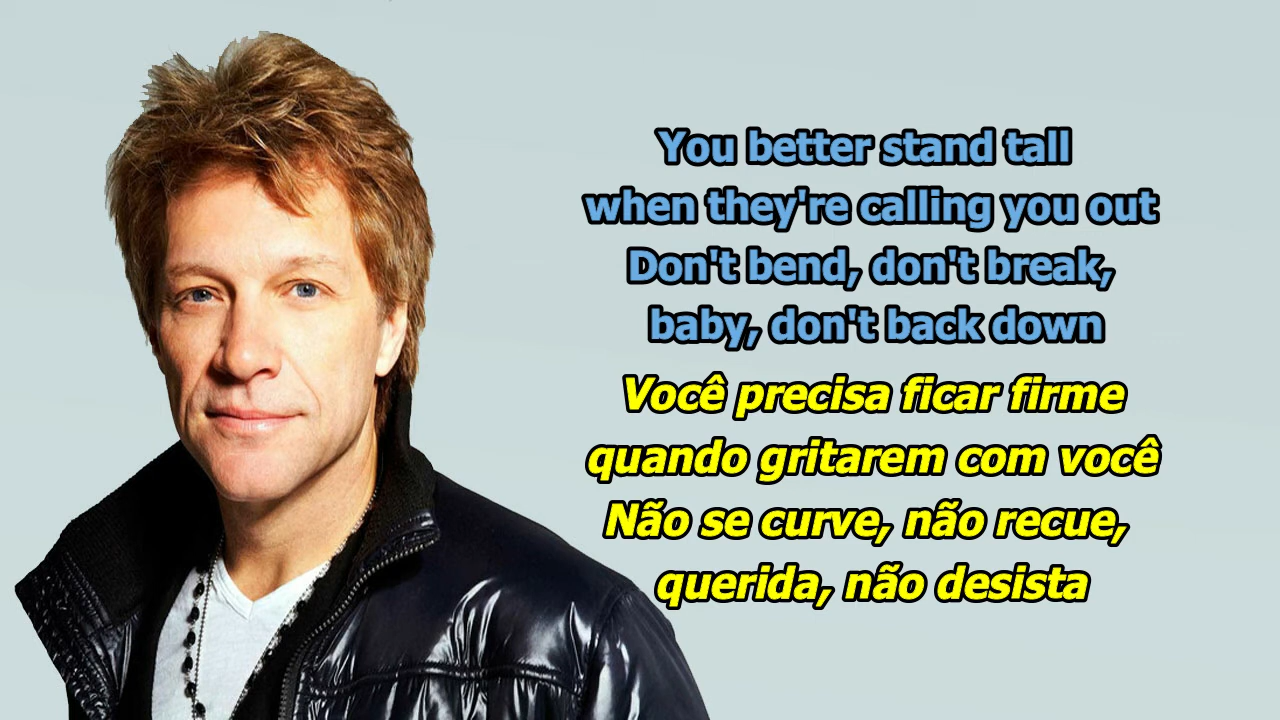 You better stand tall
when they're calling you out
Don't bend, don't break,
baby, don't back down
Você precisa ficar firme
quando gritarem com você
Não se curve, não recue,
querida, não desista